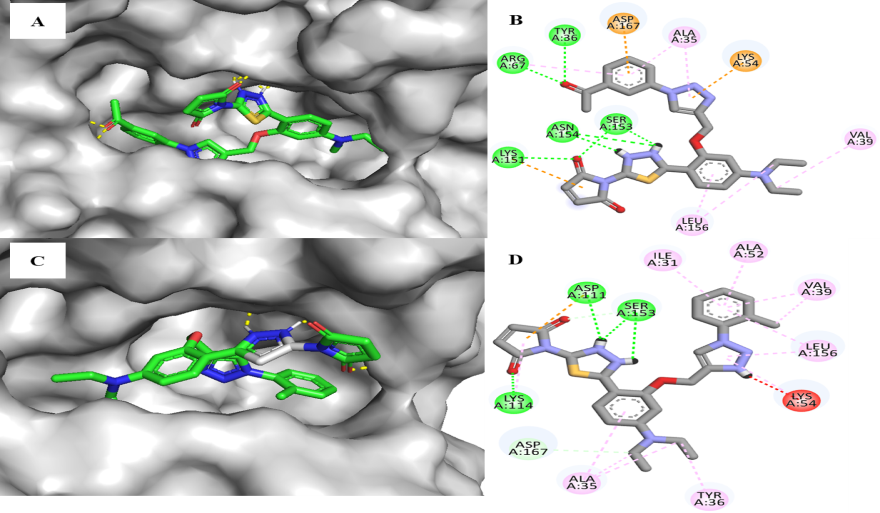 A
B
ASP
A:167
TYR
A:36
ALA
A:35
ARG
A:67
LYS
A:54
SER
A:153
ASN
A:154
VAL
A:39
LYS
A:151
LEU
A:156
C
D
ALA
A:52
ILE
A:31
ASP
A:111
VAL
A:39
SER
A:153
LEU
A:156
LYS
A:54
LYS
A:114
ASP
A:167
ALA
A:35
TYR
A:36